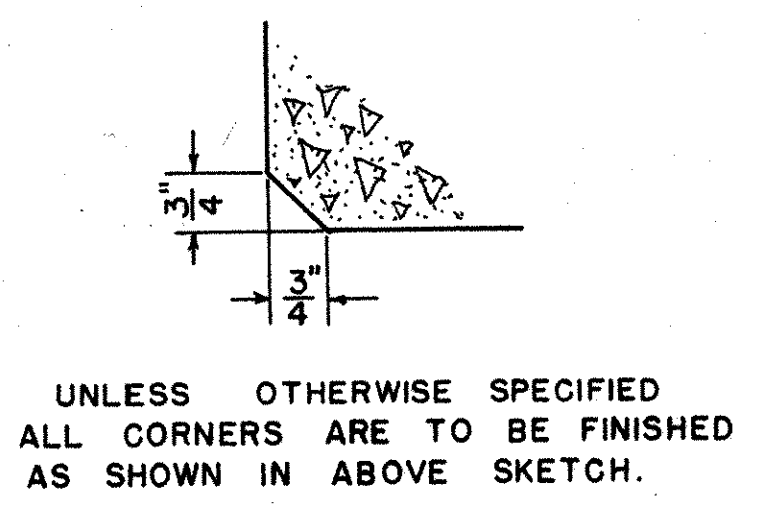 3"
4
3"
4
UNLESS OTHERWISE SPECIFIED
ALL CORNERS ARE TO BE FINISHED
AS SHOWN IN ABOVE SKETCH.